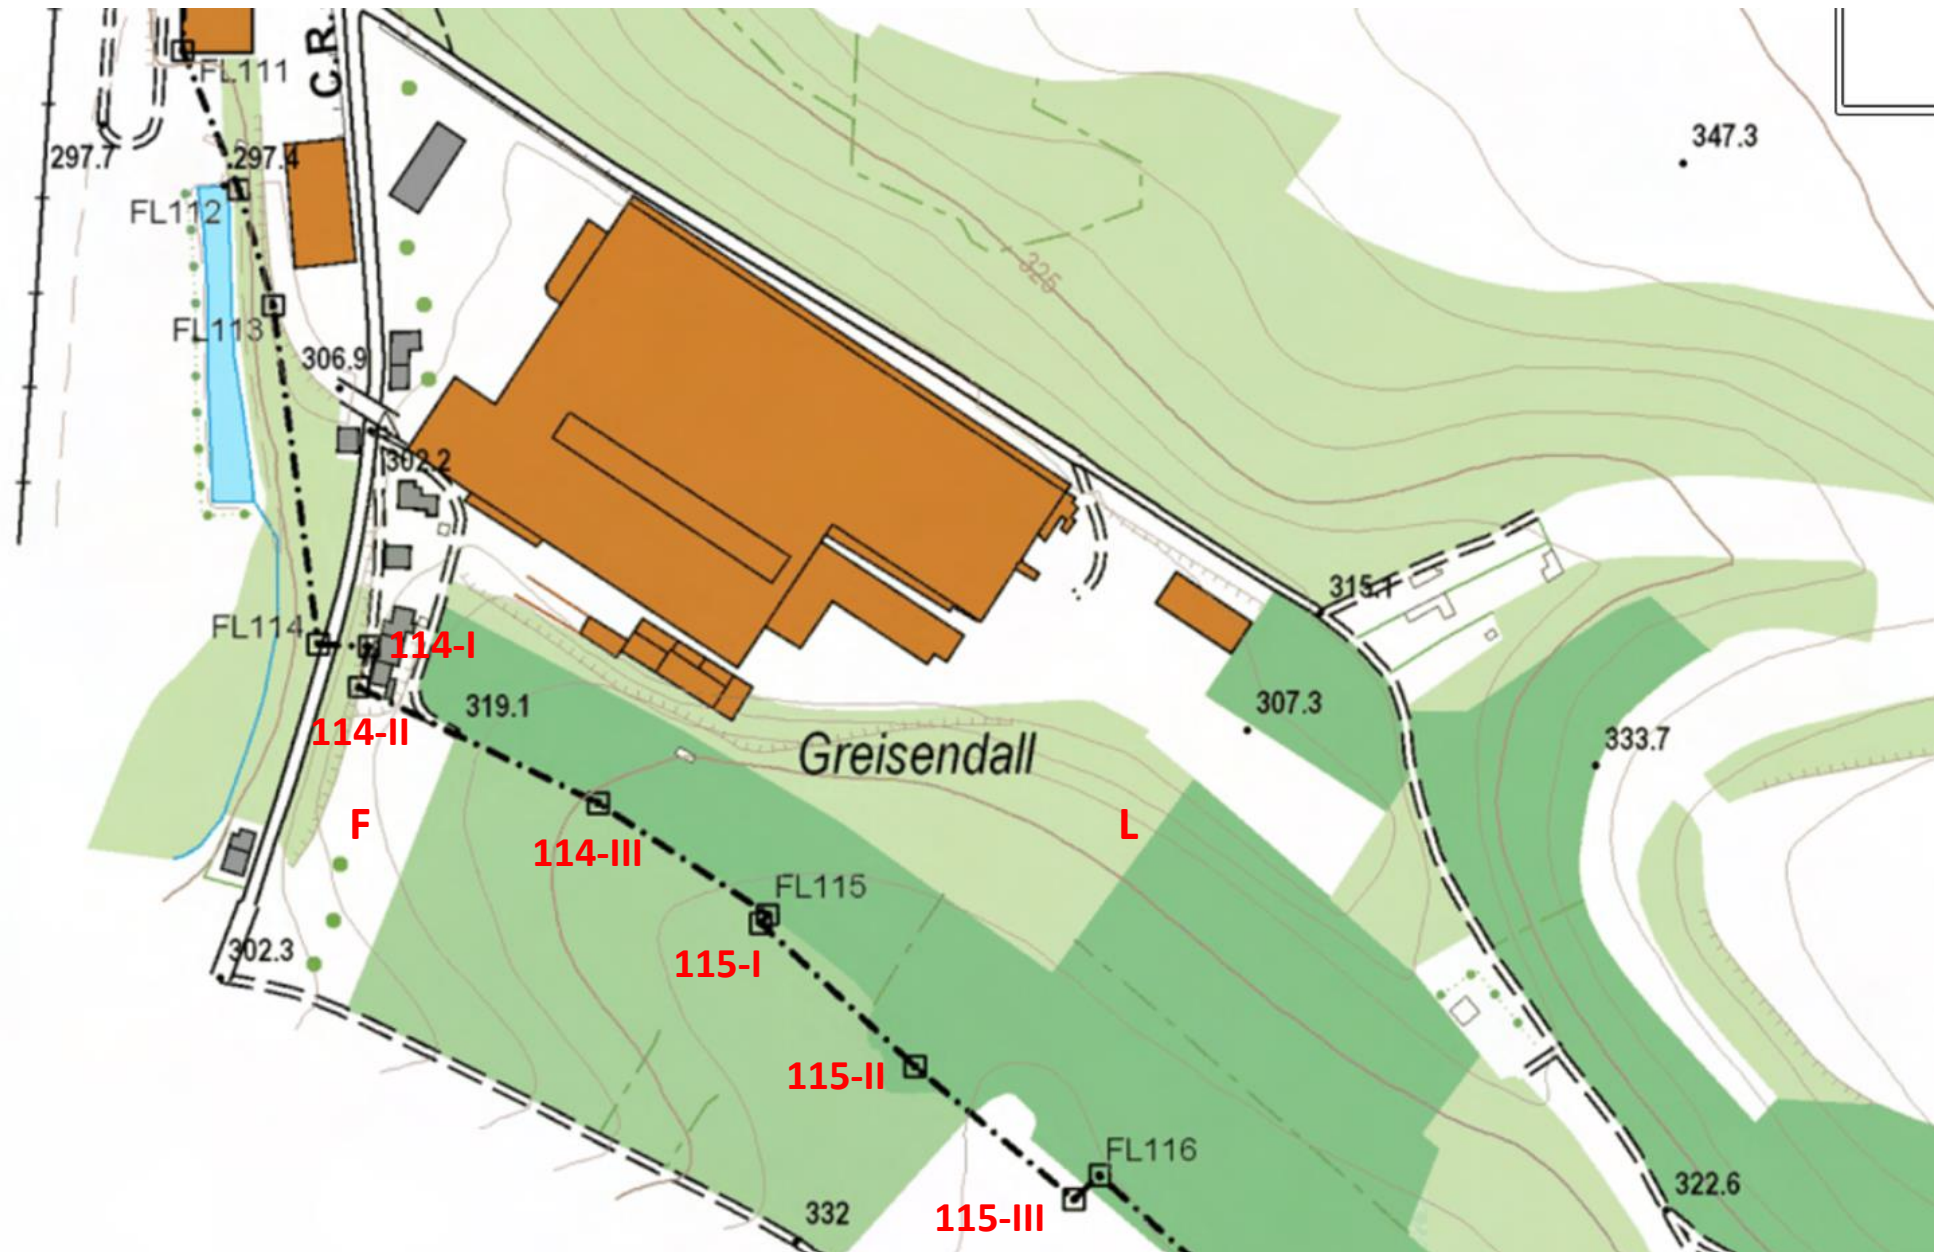 FL111
C.R.
297.7
297.4
347.3
FL112
325
FL113
306.9
302.2
315.1
FL114
114-I
319.1
307.3
114-II
333.7
Greisendall
F
L
114-III
FL115
302.3
115-I
115-II
FL116
322.6
332
115-III